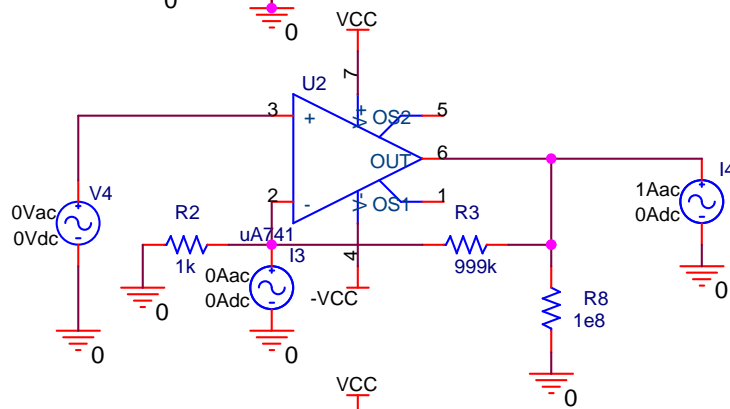 0
0
VCC
7
U2
3
+
V+
OS2
5
OUT
6
2
-
V-
OS1
1
4
uA741
-VCC
V4
0Vac
0Vdc
+
-
0
R2
1k
0
I3
0Aac
0Adc
+
-
0
R3
999k
R8
1e8
0
I4
1Aac
0Adc
+
-
0
VCC